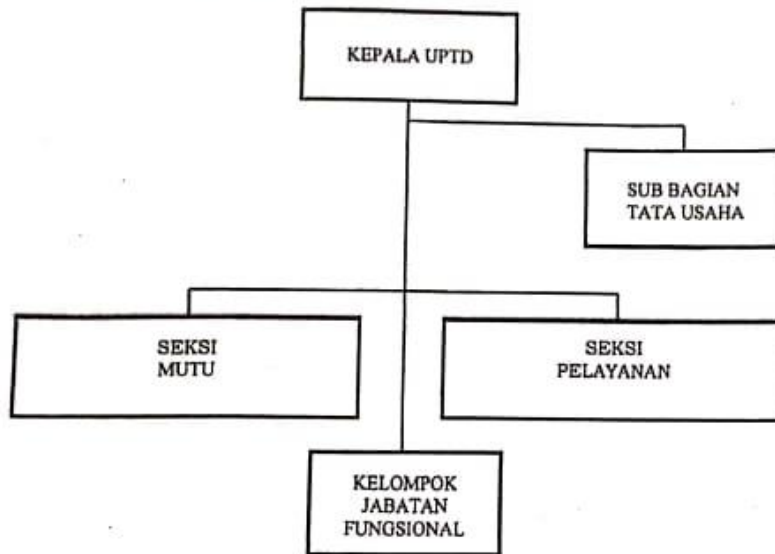 KEPALA UPTD
SUB BAGIAN
TATA USAHA
SEKSI
MUTU
SEKSI
PELAYANAN
KELOMPOK
JABATAN
FUNGSIONAL